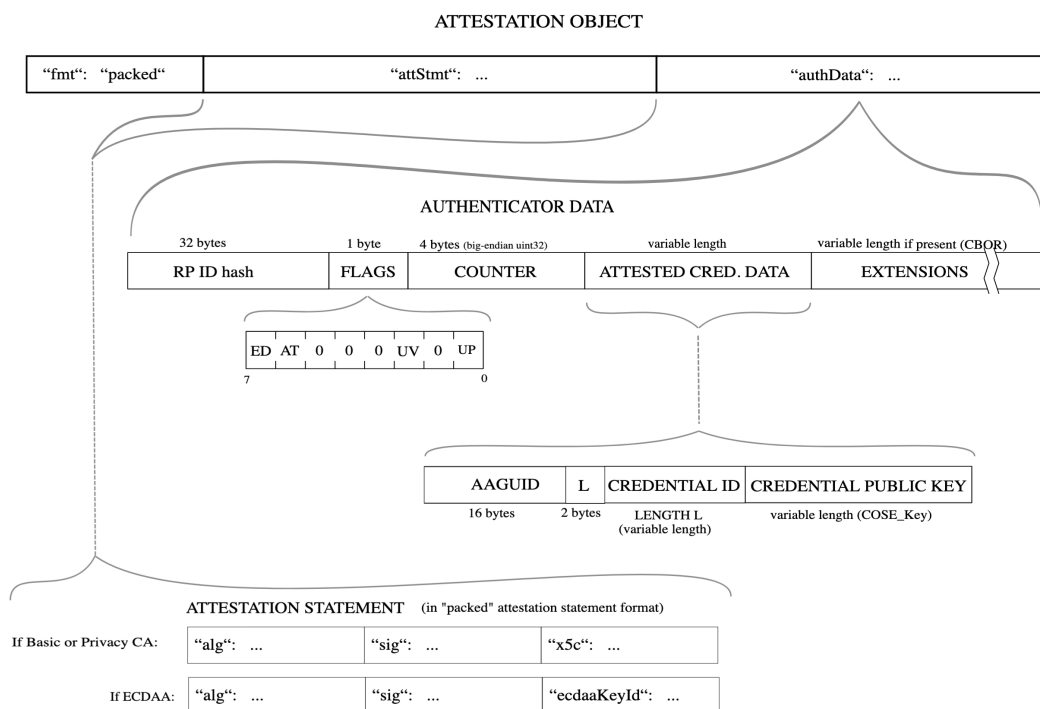 ATTESTATION OBJECT
“fmt“: “packed“ “attStmt“: ... “authData“: ...
AUTHENTICATOR DATA
32 bytes 1 byte 4 bytes (big-endian uint32) variable length variable length if present (CBOR)
RP ID hash FLAGS COUNTER ATTESTED CRED. DATA EXTENSIONS
ED AT 0 0 0 UV 0 UP
7 0
AAGUID L CREDENTIAL ID CREDENTIAL PUBLIC KEY
16 bytes 2 bytes LENGTH L variable length (COSE_Key)
(variable length)
ATTESTATION STATEMENT (in "packed" attestation statement format)
If Basic or Privacy CA: “alg“: ... “sig“: ... “x5c“: ...
If ECDAA: “alg“: ... “sig“: ... “ecdaaKeyId“: ...